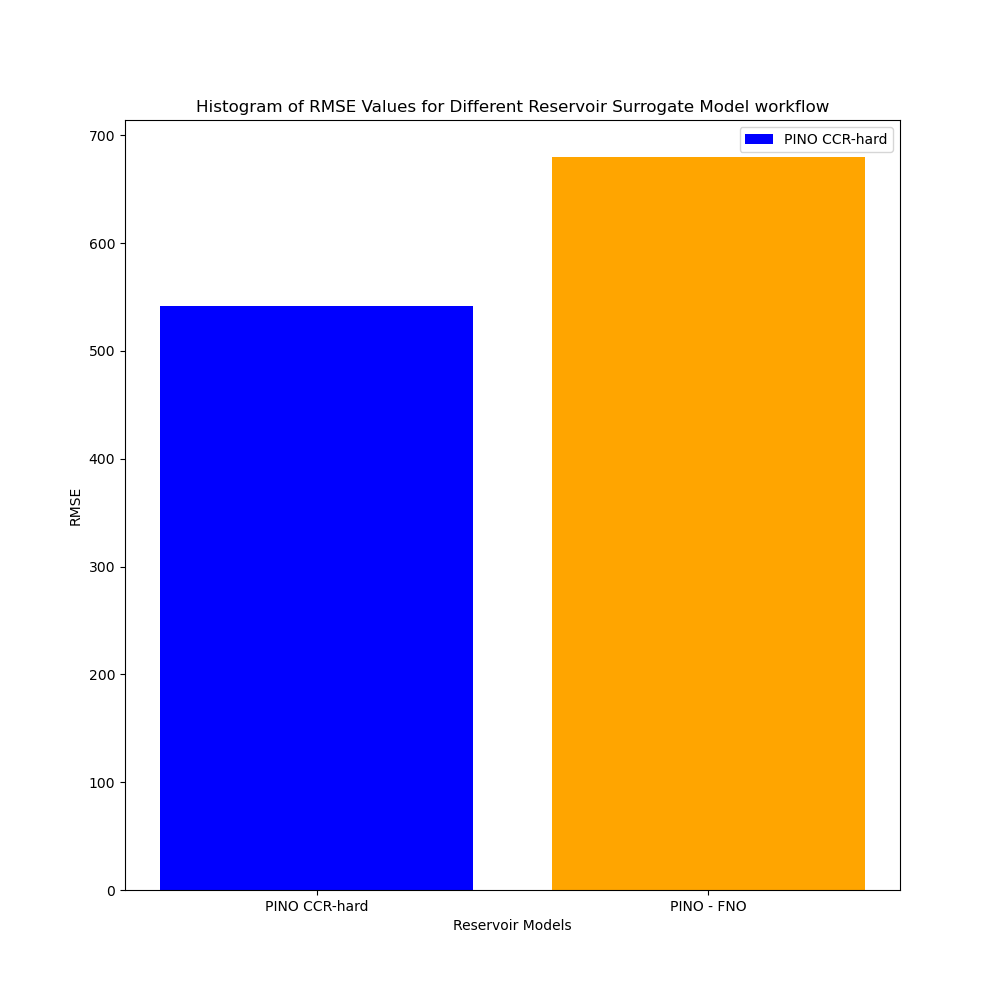 Histogram of RMSE Values for Different Reservoir Surrogate Model workflow
PINO CCR-hard
700
600
500
400
300
200
100
0
RMSE
PINO CCR-hard
PINO - FNO
Reservoir Models